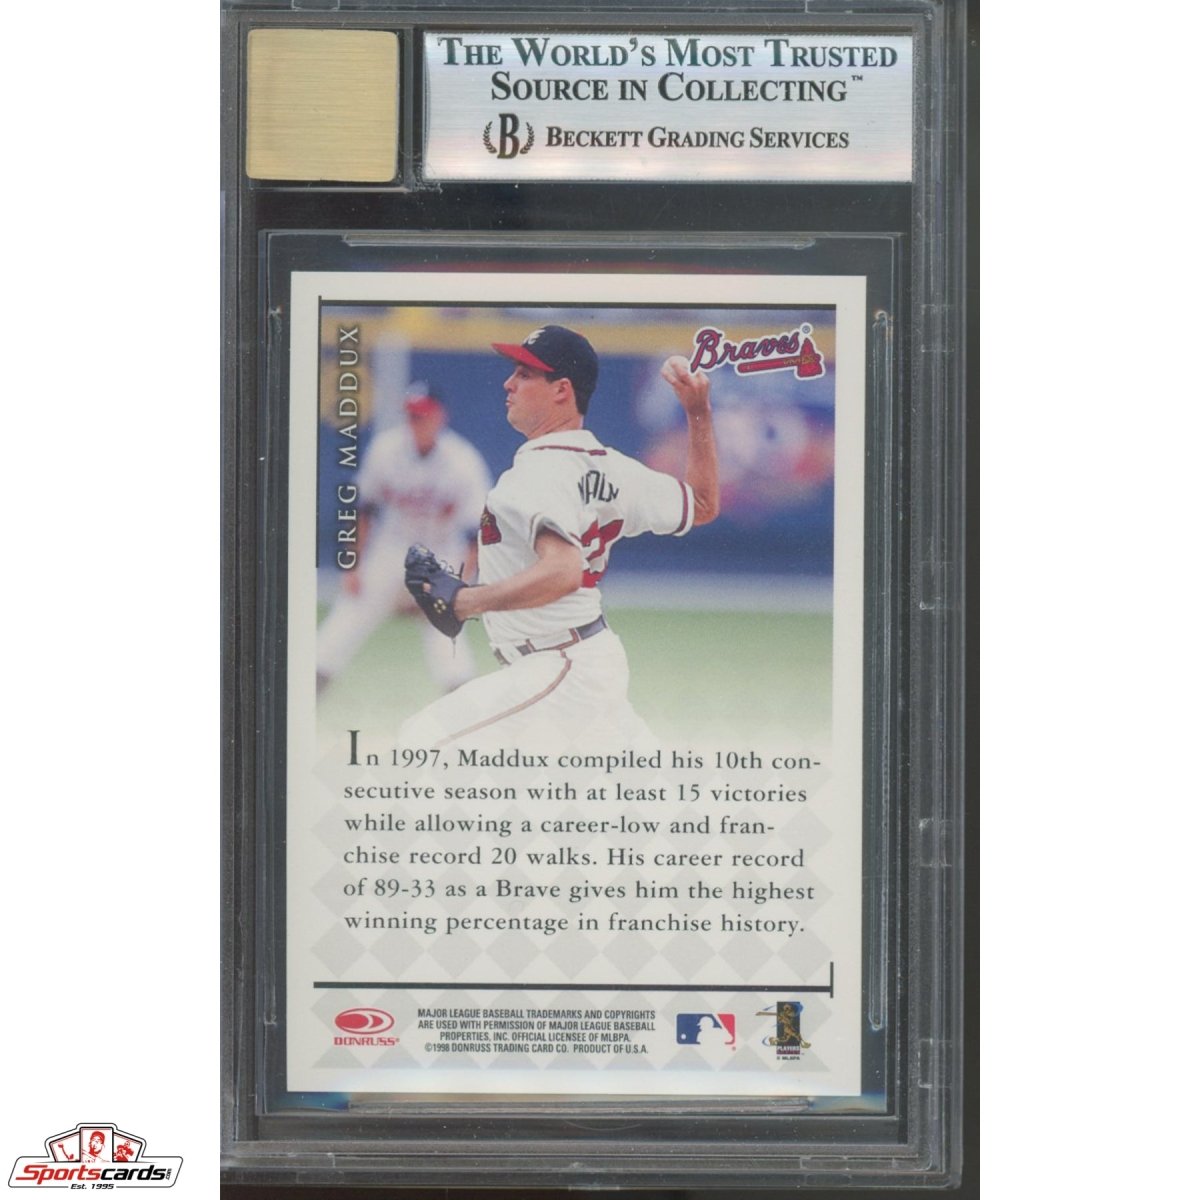 THE WORLD'S MOST TRUSTED
SOURCE IN COLLECTING™
B BECKETT GRADING SERVICES
GREG MADDUX
Braves®
In 1997, Maddux compiled his 10th con-
secutive season with at least 15 victories
while allowing a career-low and fran-
chise record 20 walks. His career record
of 89-33 as a Brave gives him the highest
winning percentage in franchise history.
DONRUSS®
MAJOR LEAGUE BASEBALL TRADEMARKS AND COPYRIGHTS
ARE USED WITH PERMISSION OF MAJOR LEAGUE BASEBALL
PROPERTIES, INC. OFFICIAL LICENSEE OF MLBPA.
©1998 DONRUSS TRADING CARD CO. PRODUCT OF U.S.A.
PLAYERS
© MLBPA
Sportscards.com
Est. 1995